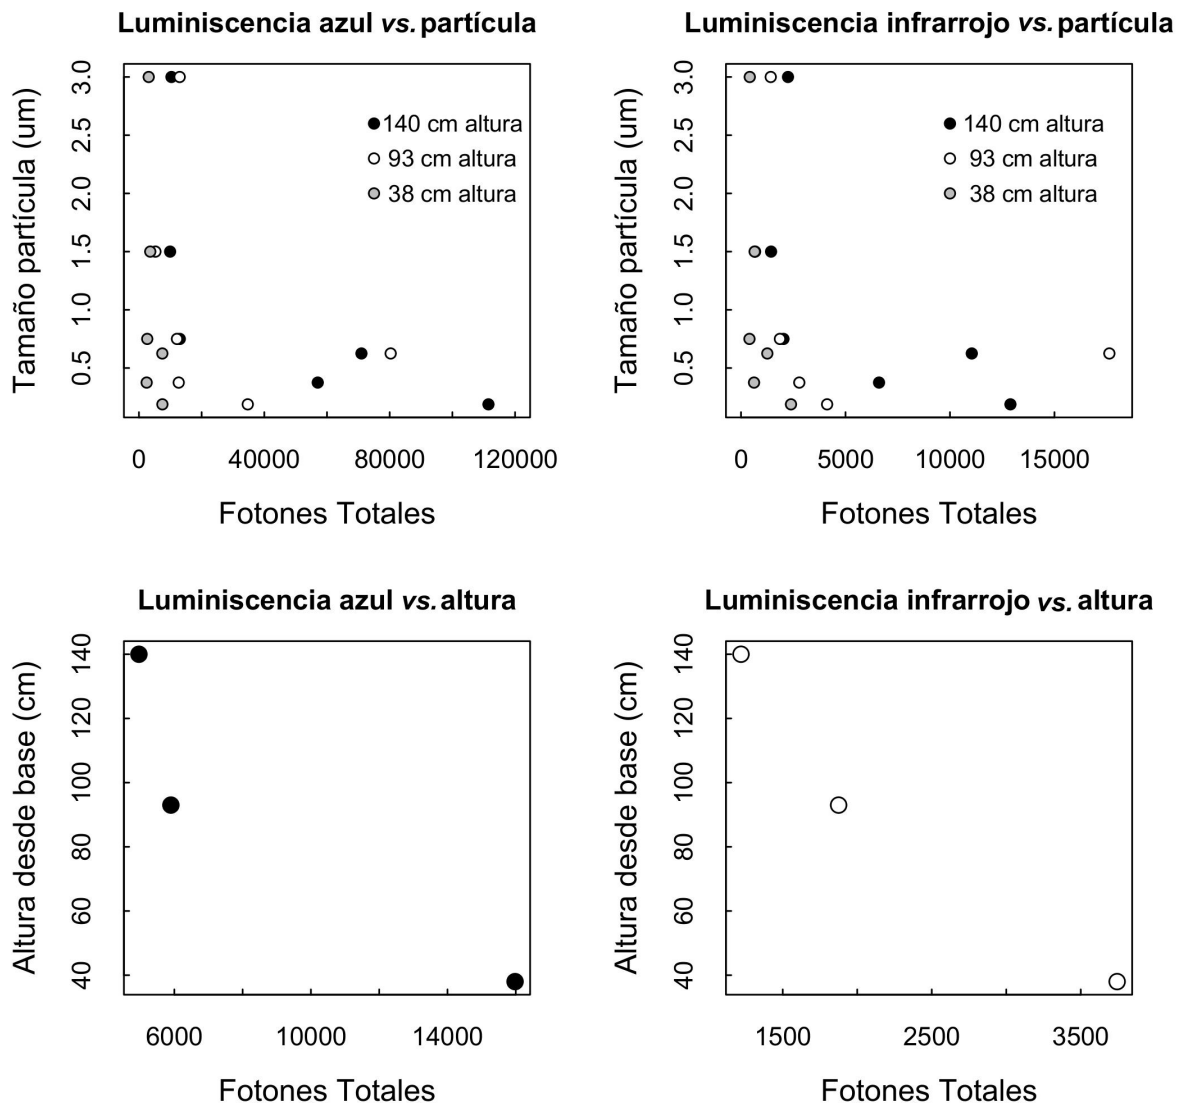 Luminiscencia azul vs. partícula
Tamaño partícula (um)
3.0
2.5
2.0
1.5
1.0
0.5
140 cm altura
93 cm altura
38 cm altura
0 40000 80000 120000
Fotones Totales
Luminiscencia infrarrojo vs. partícula
Tamaño partícula (um)
3.0
2.5
2.0
1.5
1.0
0.5
140 cm altura
93 cm altura
38 cm altura
0 5000 10000 15000
Fotones Totales
Luminiscencia azul vs. altura
Altura desde base (cm)
140
120
100
80
60
40
6000 10000 14000
Fotones Totales
Luminiscencia infrarrojo vs. altura
Altura desde base (cm)
140
120
100
80
60
40
1500 2500 3500
Fotones Totales